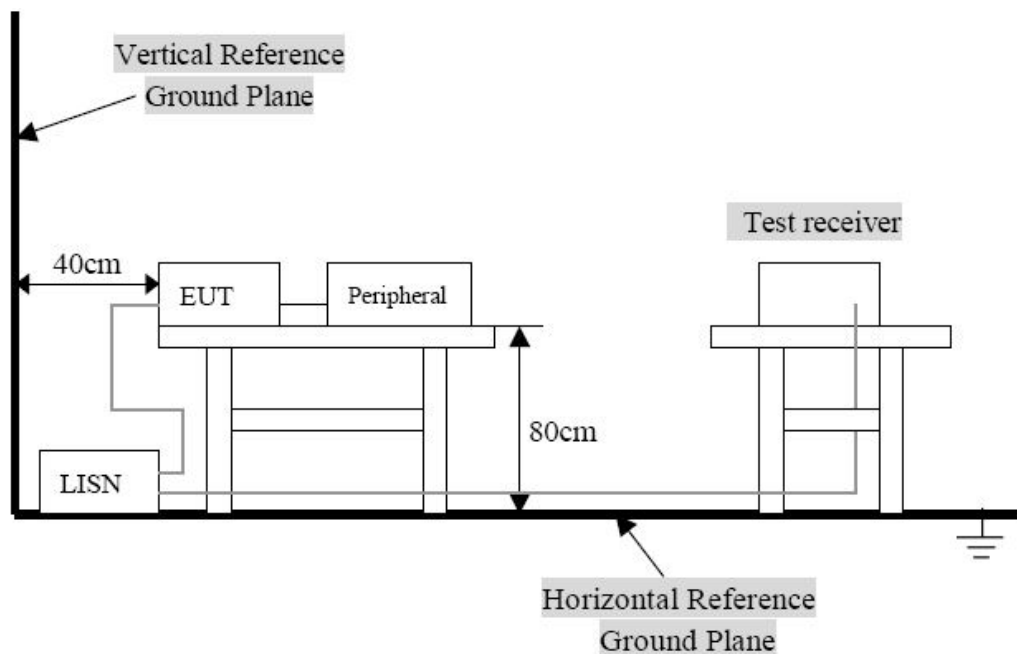 Vertical Reference
Ground Plane
Test receiver
40cm
EUT
Peripheral
80cm
LISN
Horizontal Reference
Ground Plane